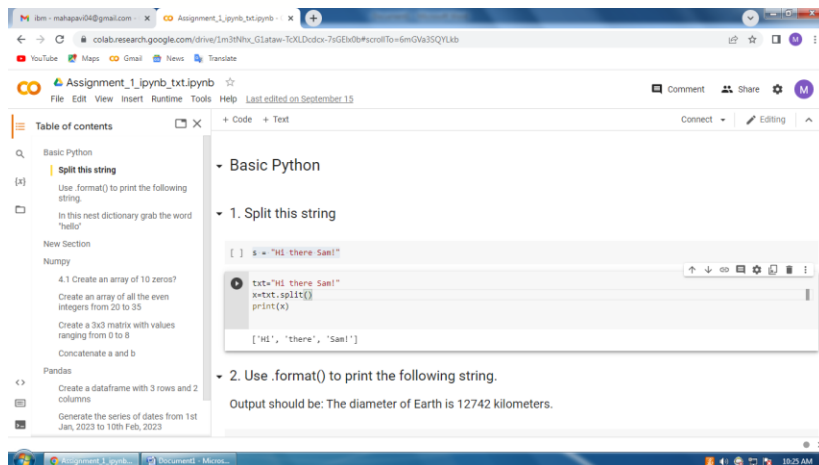 ibm - mahapavi04@gmail.com -
Assignment_1_ipynb_txt.ipynb -
colab.research.google.com/drive/1m3tNhx_G1ataw-TcXLDcdcx-7sGEIx0b#scrollTo=6mGVa3SQYLkb
YouTube Maps Gmail News Translate
Assignment_1_ipynb_txt.ipynb
File Edit View Insert Runtime Tools Help Last edited on September 15
Comment Share M
Table of contents
+ Code + Text
Connect Editing
Basic Python
Split this string
Use .format() to print the following
string.
In this nest dictionary grab the word
"hello"
New Section
Numpy
4.1 Create an array of 10 zeros?
Create an array of all the even
integers from 20 to 35
Create a 3x3 matrix with values
ranging from 0 to 8
Concatenate a and b
Pandas
Create a dataframe with 3 rows and 2
columns
Generate the series of dates from 1st
Jan, 2023 to 10th Feb, 2023
Basic Python
1. Split this string
[ ] s = "Hi there Sam!"
txt="Hi there Sam!"
x=txt.split()
print(x)
['Hi', 'there', 'Sam!']
2. Use .format() to print the following string.
Output should be: The diameter of Earth is 12742 kilometers.
Assignment_1_ipynb... Document1 - Micros...
10:25 AM